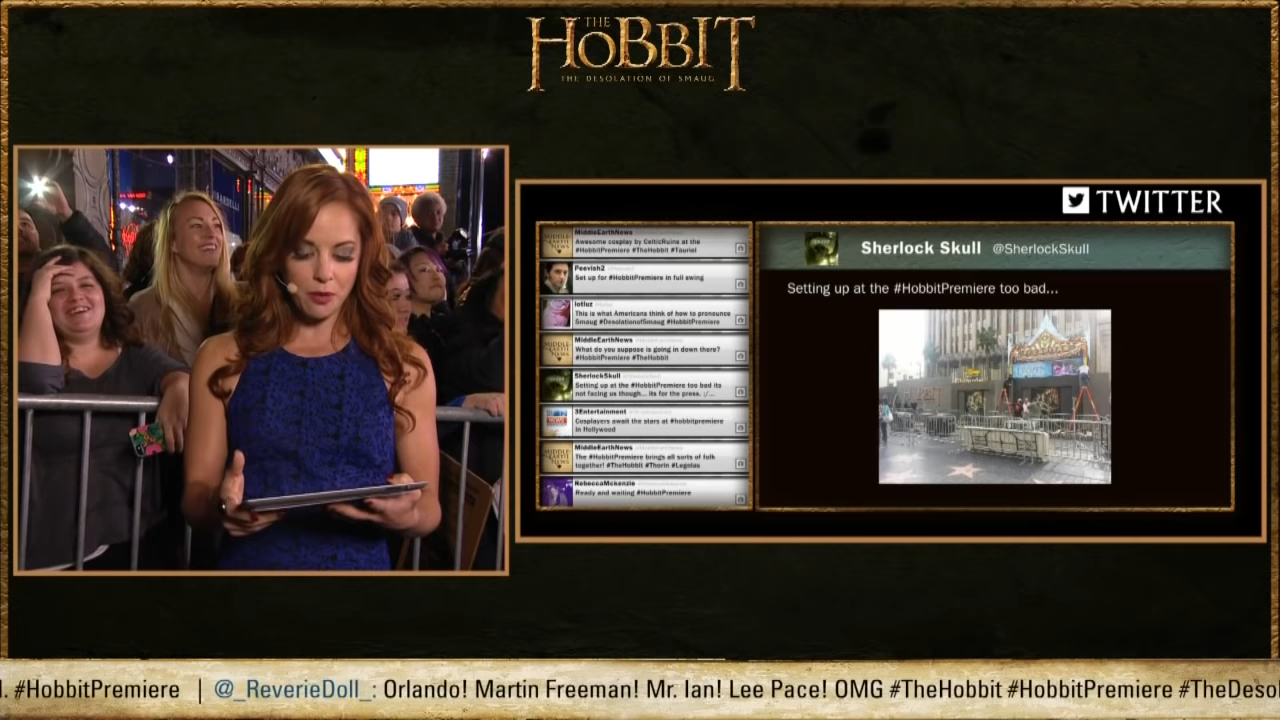 THE
HOBBIT
THE DESOLATION OF SMAUG
TWITTER
MiddleEarthNews
Awesome cosplay by CelticRuins at the
#HobbitPremiere #TheHobbit #Tauriel
Peevish2
Set up for #HobbitPremiere in full swing
lotluz
This is what Americans think of how to pronounce
Smaug #DesolationofSmaug #HobbitPremiere
MiddleEarthNews
What do you suppose is going in down there?
#HobbitPremiere #TheHobbit
SherlockSkull
Setting up at the #HobbitPremiere too bad its
not facing us though... Its for the press. :/...
3Entertainment
Cosplayers await the stars at #hobbitpremiere
in Hollywood
MiddleEarthNews
The #HobbitPremiere brings all sorts of folk
together! #TheHobbit #Thorin #Legolas
RebeccaMckenzie
Ready and waiting #HobbitPremiere
Sherlock Skull @SherlockSkull
Setting up at the #HobbitPremiere too bad...
l. #HobbitPremiere | @_ReverieDoll_: Orlando! Martin Freeman! Mr. Ian! Lee Pace! OMG #TheHobbit #HobbitPremiere #TheDesol